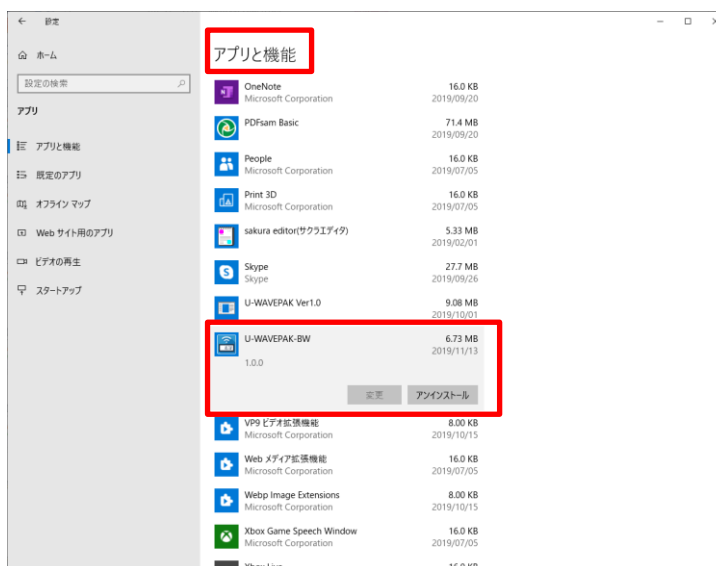 設定
ホーム
設定の検索
アプリ
アプリと機能
既定のアプリ
オフライン マップ
Web サイト用のアプリ
ビデオの再生
スタートアップ
アプリと機能
OneNote 16.0 KB
Microsoft Corporation 2019/09/20
PDFsam Basic 71.4 MB
2019/09/20
People 16.0 KB
Microsoft Corporation 2019/07/05
Print 3D 16.0 KB
Microsoft Corporation 2019/07/05
sakura editor(サクラエディタ) 5.33 MB
2019/02/01
Skype 27.7 MB
Skype 2019/09/26
U-WAVEPAK Ver1.0 9.08 MB
2019/10/01
U-WAVEPAK-BW 6.73 MB
2019/11/13
1.0.0
変更 アンインストール
VP9 ビデオ拡張機能 8.00 KB
Microsoft Corporation 2019/10/15
Web メディア拡張機能 16.0 KB
Microsoft Corporation 2019/07/05
Webp Image Extensions 8.00 KB
Microsoft Corporation 2019/10/15
Xbox Game Speech Window 16.0 KB
Microsoft Corporation 2019/07/05
Xbox Live 16.0 KB